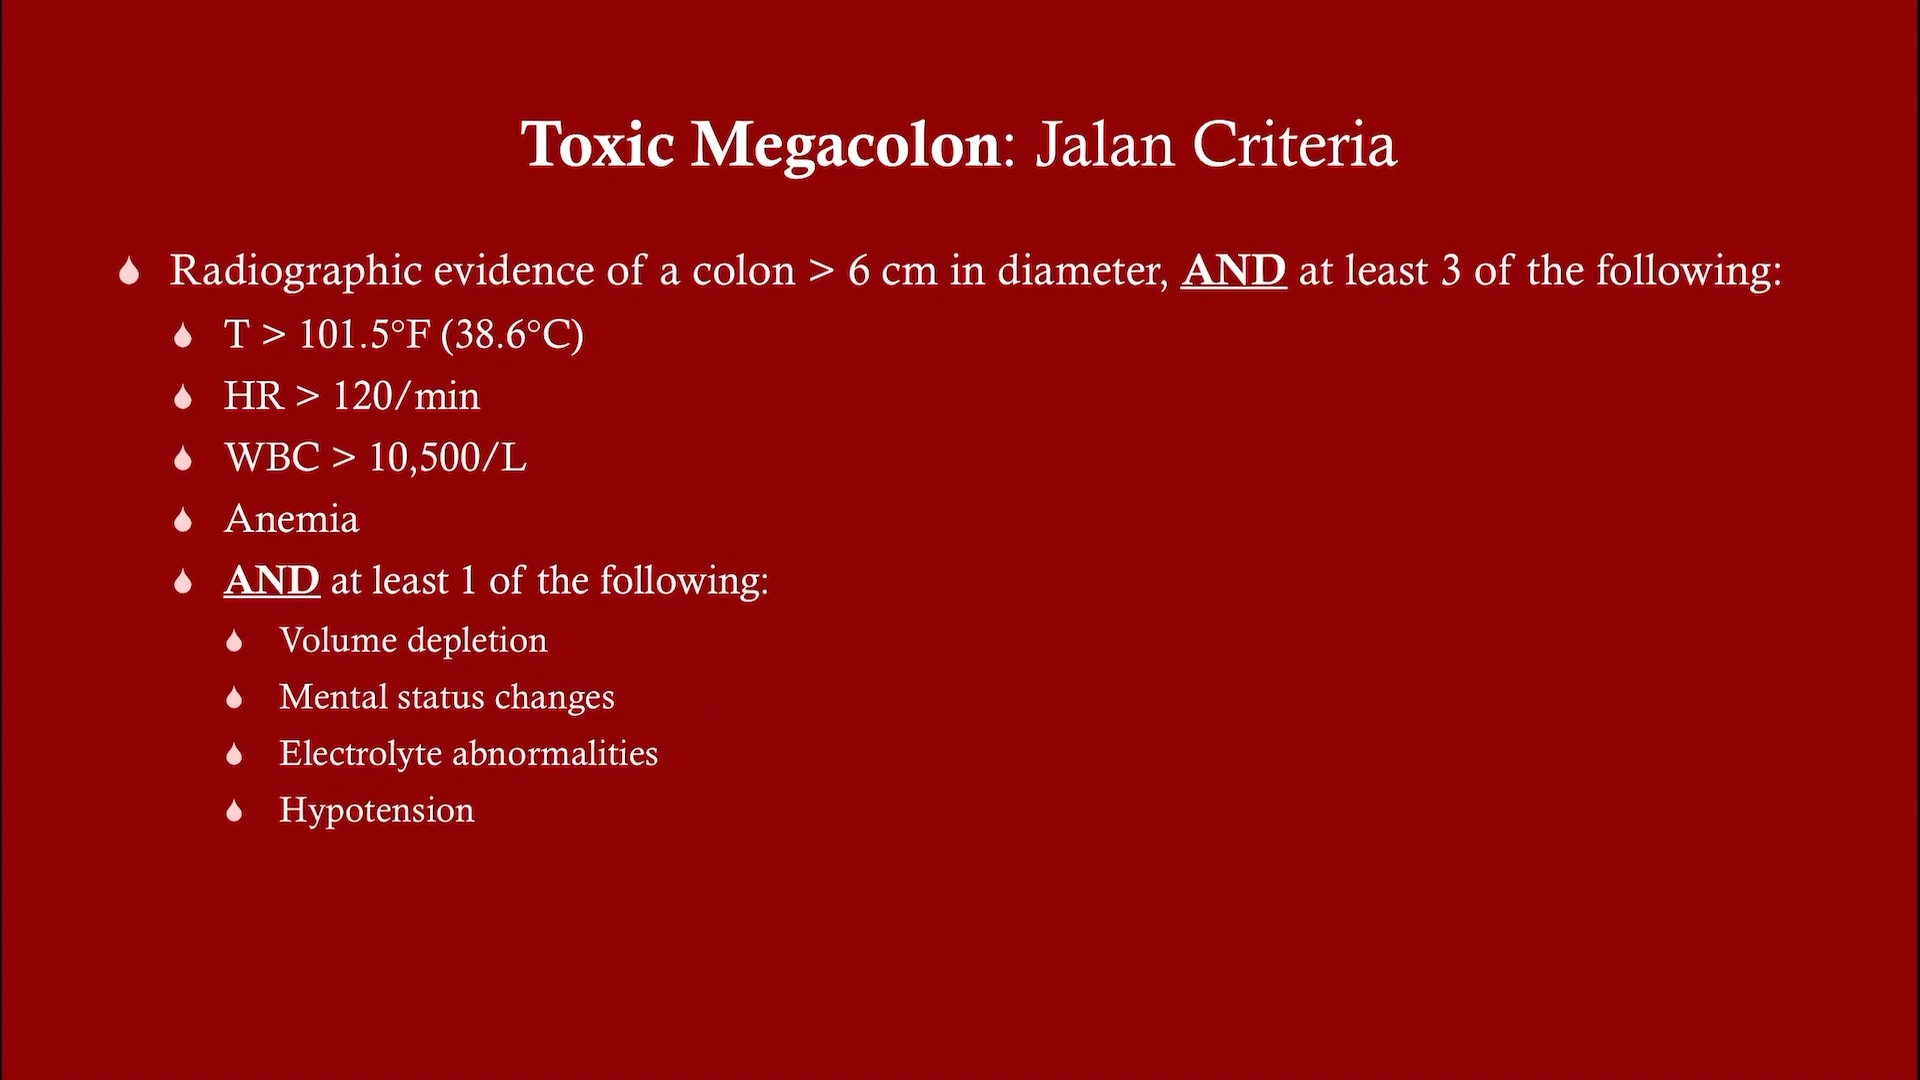 Toxic Megacolon: Jalan Criteria
Radiographic evidence of a colon > 6 cm in diameter, AND at least 3 of the following:
T > 101.5°F (38.6°C)
HR > 120/min
WBC > 10,500/L
Anemia
AND at least 1 of the following:
Volume depletion
Mental status changes
Electrolyte abnormalities
Hypotension